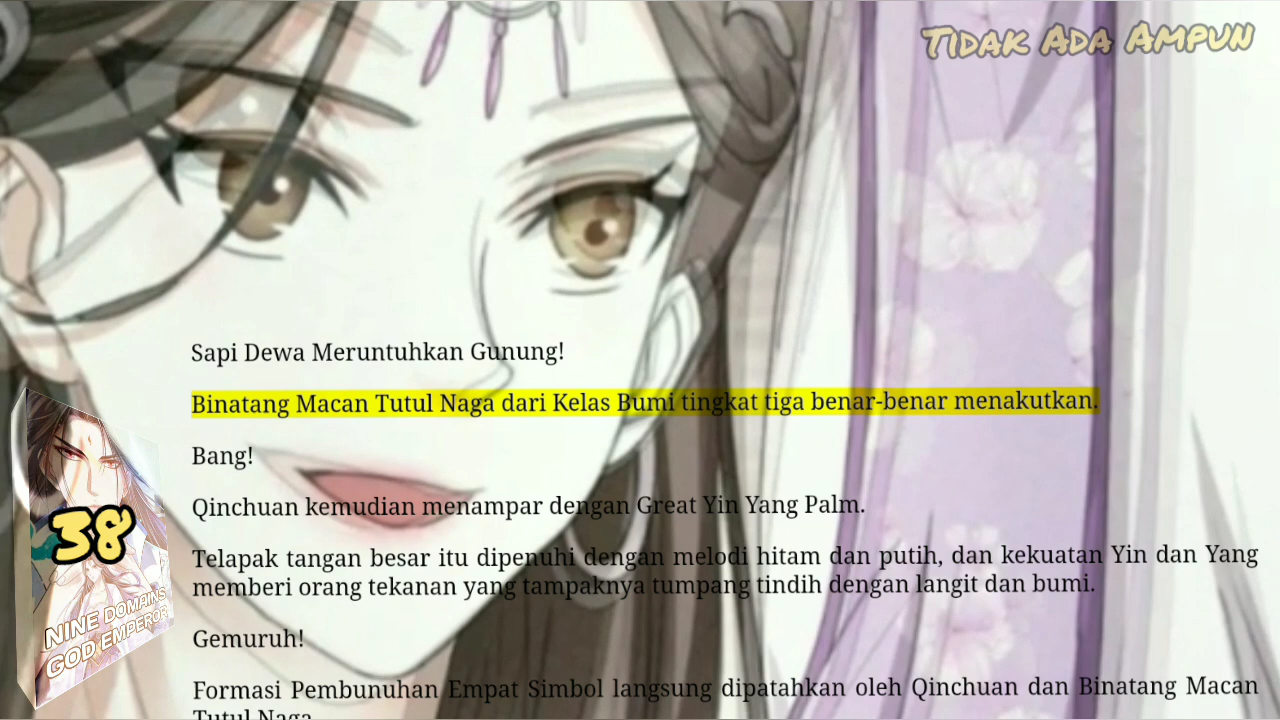 Tidak Ada Ampun
Sapi Dewa Meruntuhkan Gunung!
Binatang Macan Tutul Naga dari Kelas Bumi tingkat tiga benar-benar menakutkan.
Bang!
Qinchuan kemudian menampar dengan Great Yin Yang Palm.
Telapak tangan besar itu dipenuhi dengan melodi hitam dan putih, dan kekuatan Yin dan Yang
memberi orang tekanan yang tampaknya tumpang tindih dengan langit dan bumi.
Gemuruh!
Formasi Pembunuhan Empat Simbol langsung dipatahkan oleh Qinchuan dan Binatang Macan
Tutul Naga
38
NINE DOMAINS
GOD EMPEROR